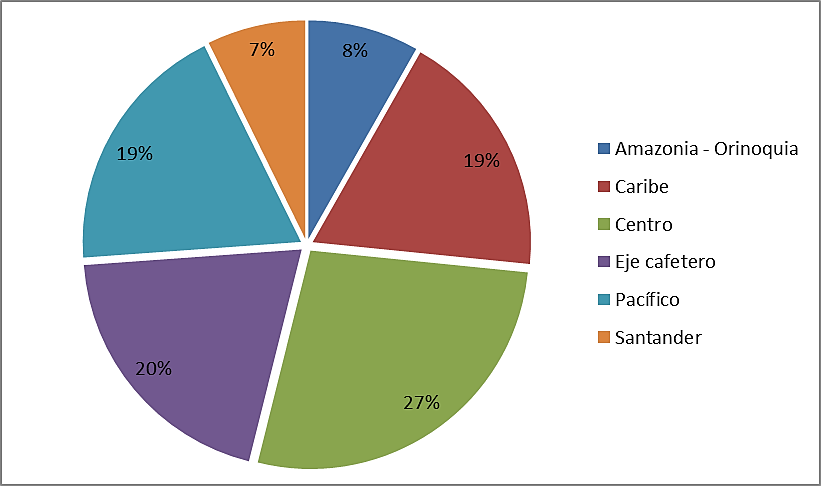 7%
8%
19%
19%
20%
27%
Amazonia - Orinoquia
Caribe
Centro
Eje cafetero
Pacífico
Santander